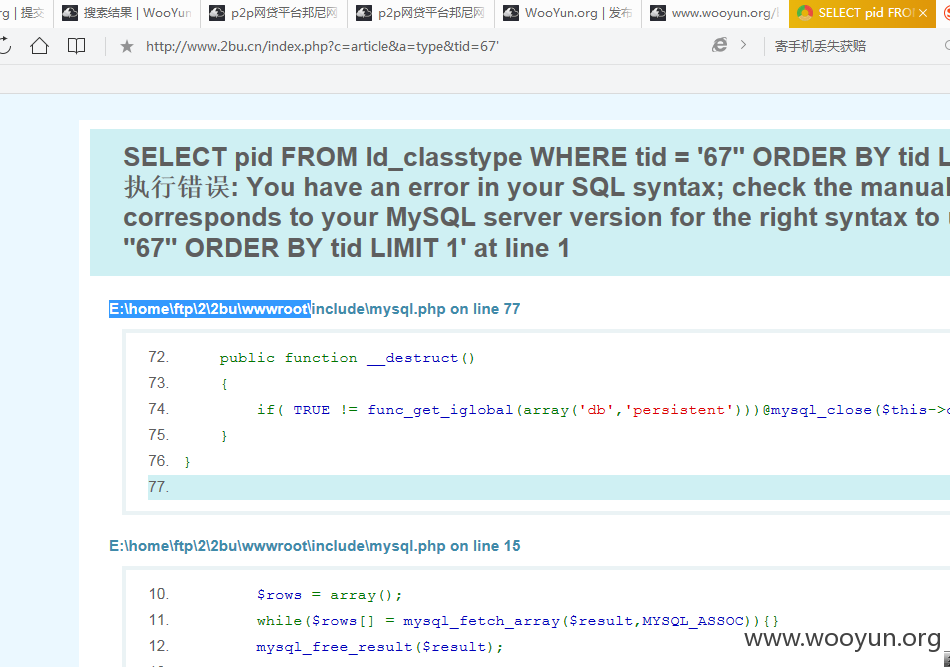 rg | 提交
搜索结果 | WooYun
p2p网贷平台邦尼网
p2p网贷平台邦尼网
WooYun.org | 发布
www.wooyun.org/
SELECT pid FRO
http://www.2bu.cn/index.php?c=article&a=type&tid=67'
寄手机丢失获赔
SELECT pid FROM ld_classtype WHERE tid = '67'' ORDER BY tid L
执行错误: You have an error in your SQL syntax; check the manual
corresponds to your MySQL server version for the right syntax to
''67'' ORDER BY tid LIMIT 1' at line 1
E:\home\ftp\2\2bu\wwwroot\include\mysql.php on line 77
72. public function __destruct()
73. {
74. if( TRUE != func_get_iglobal(array('db','persistent')))@mysql_close($this->
75. }
76. }
77.
E:\home\ftp\2\2bu\wwwroot\include\mysql.php on line 15
10. $rows = array();
11. while($rows[] = mysql_fetch_array($result,MYSQL_ASSOC)){}
12. mysql_free_result($result);
www.wooyun.org